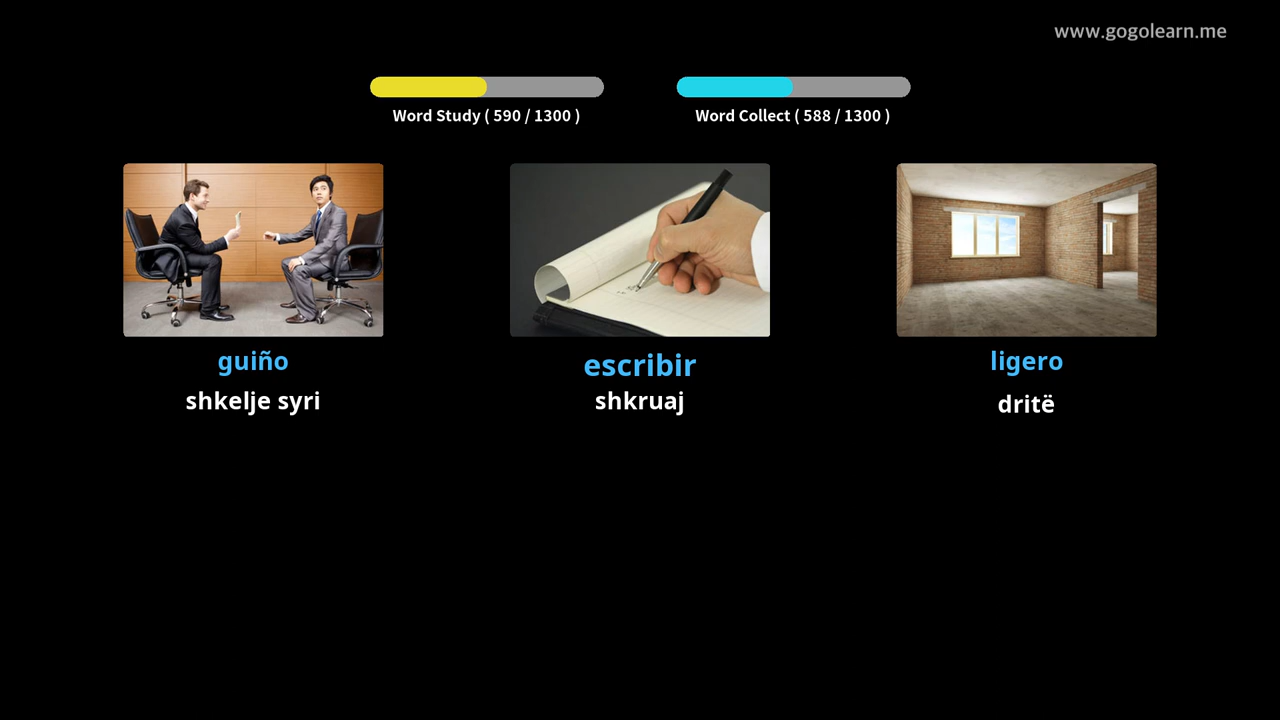 www.gogolearn.me
Word Study ( 590 / 1300 )
Word Collect ( 588 / 1300 )
guiño
shkelje syri
escribir
shkruaj
ligero
dritë